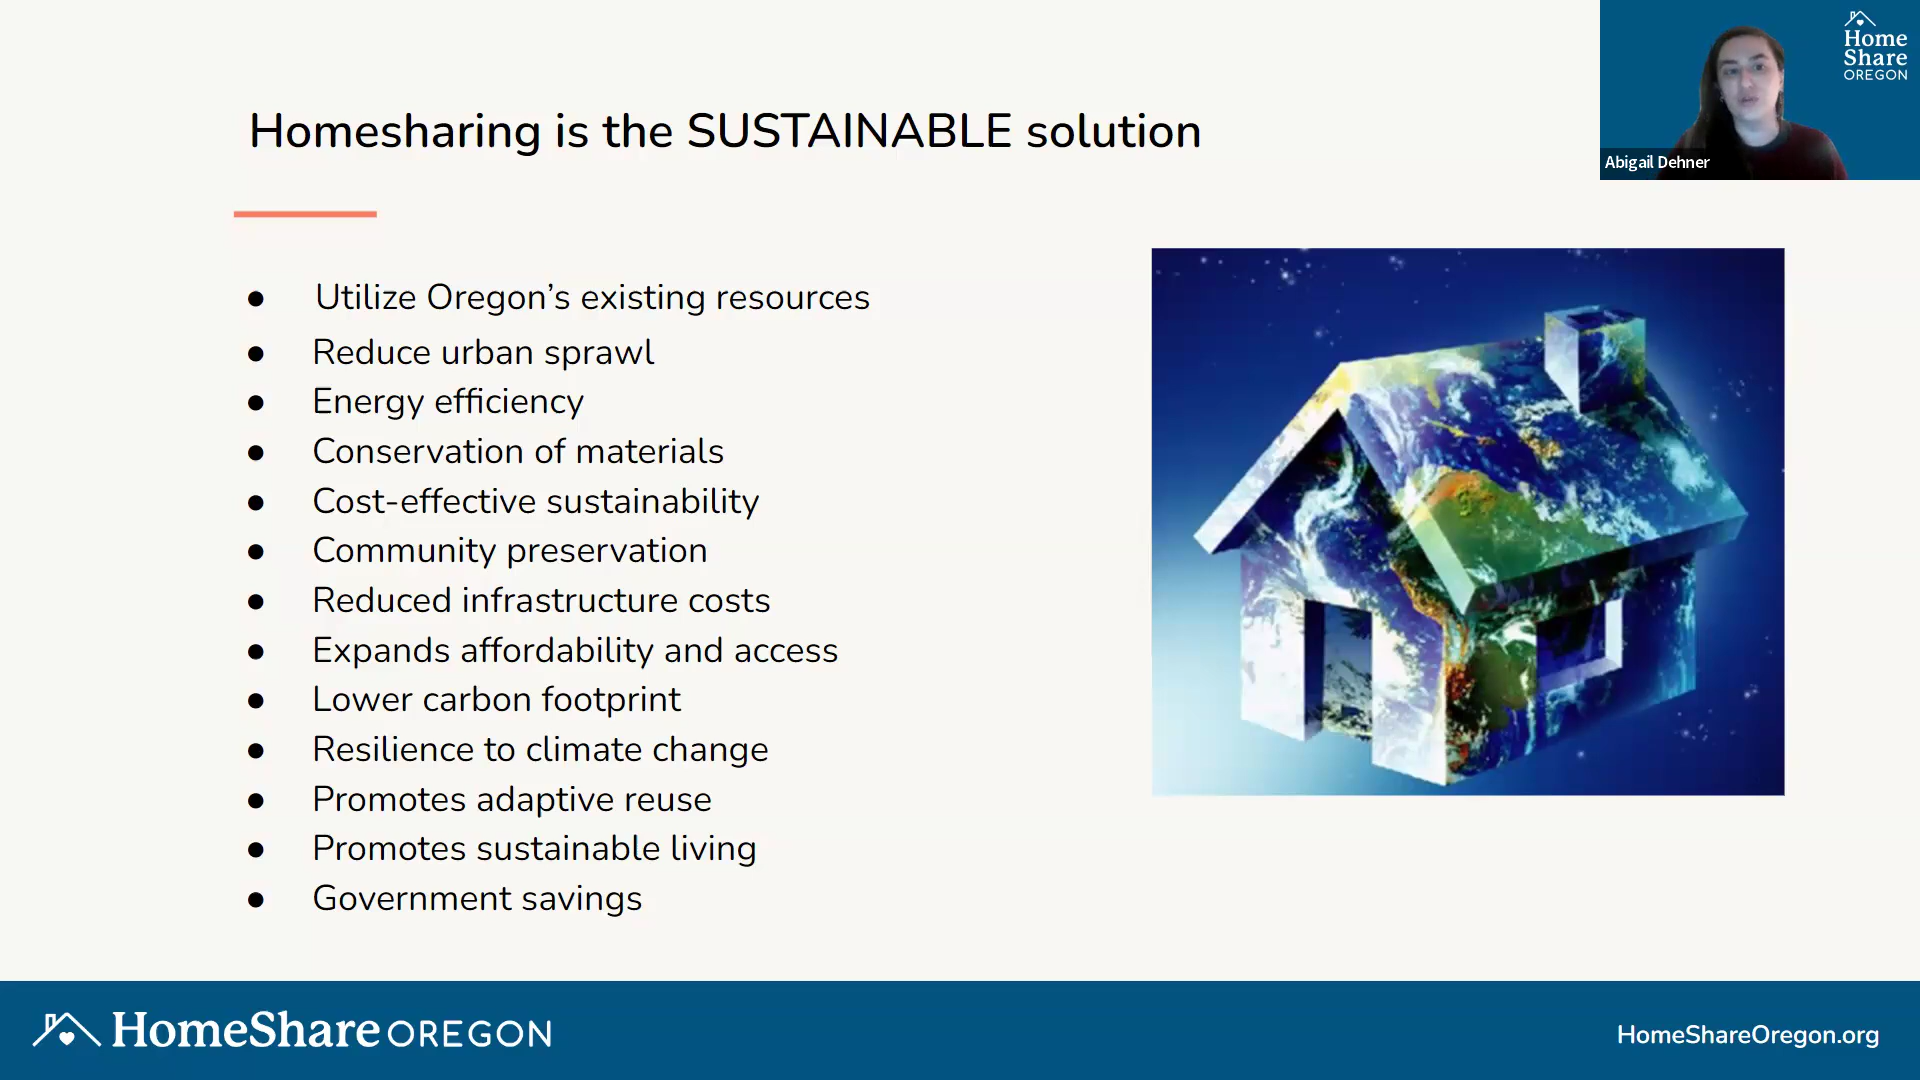 Home
Share
OREGON
Abigail Dehner
Homesharing is the SUSTAINABLE solution
● Utilize Oregon’s existing resources
● Reduce urban sprawl
● Energy efficiency
● Conservation of materials
● Cost-effective sustainability
● Community preservation
● Reduced infrastructure costs
● Expands affordability and access
● Lower carbon footprint
● Resilience to climate change
● Promotes adaptive reuse
● Promotes sustainable living
● Government savings
HomeShare OREGON
HomeShareOregon.org